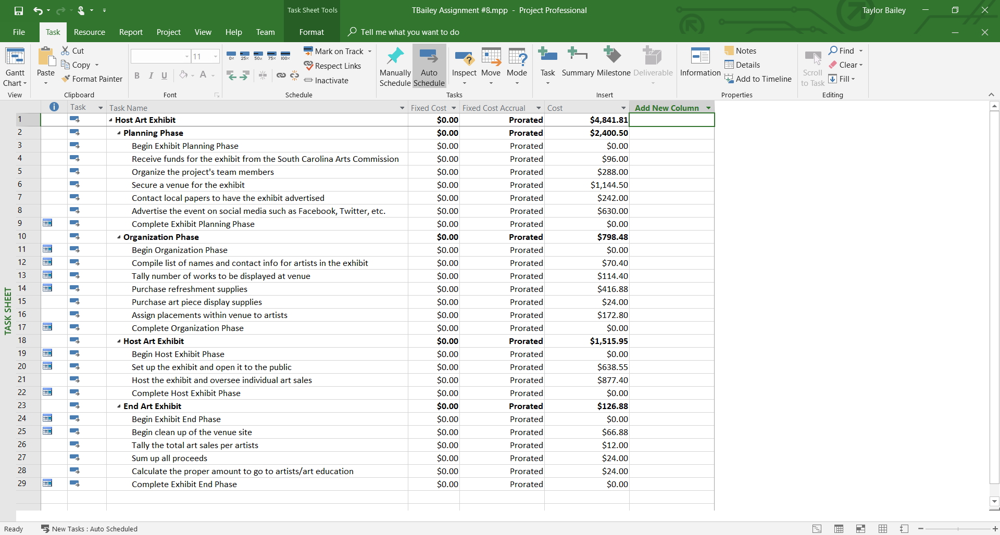 Task Sheet Tools
TBailey Assignment #8.mpp - Project Professional
Taylor Bailey
File Task Resource Report Project View Help Team Format Tell me what you want to do
Gantt Chart
View
Paste
Cut
Copy
Format Painter
Clipboard
11
B I U A
Font
0% 25% 50% 75% 100%
Mark on Track
Respect Links
Inactivate
Schedule
Manually Schedule
Auto Schedule
Inspect
Move
Mode
Tasks
Task
Summary
Milestone
Deliverable
Insert
Information
Notes
Details
Add to Timeline
Properties
Scroll to Task
Find
Clear
Fill
Editing
Task Task Name Fixed Cost Fixed Cost Accrual Cost Add New Column
1 Host Art Exhibit $0.00 Prorated $4,841.81
2 Planning Phase $0.00 Prorated $2,400.50
3 Begin Exhibit Planning Phase $0.00 Prorated $0.00
4 Receive funds for the exhibit from the South Carolina Arts Commission $0.00 Prorated $96.00
5 Organize the project's team members $0.00 Prorated $288.00
6 Secure a venue for the exhibit $0.00 Prorated $1,144.50
7 Contact local papers to have the exhibit advertised $0.00 Prorated $242.00
8 Advertise the event on social media such as Facebook, Twitter, etc. $0.00 Prorated $630.00
9 Complete Exhibit Planning Phase $0.00 Prorated $0.00
10 Organization Phase $0.00 Prorated $798.48
11 Begin Organization Phase $0.00 Prorated $0.00
12 Compile list of names and contact info for artists in the exhibit $0.00 Prorated $70.40
13 Tally number of works to be displayed at venue $0.00 Prorated $114.40
14 Purchase refreshment supplies $0.00 Prorated $416.88
15 Purchase art piece display supplies $0.00 Prorated $24.00
16 Assign placements within venue to artists $0.00 Prorated $172.80
17 Complete Organization Phase $0.00 Prorated $0.00
18 Host Art Exhibit $0.00 Prorated $1,515.95
19 Begin Host Exhibit Phase $0.00 Prorated $0.00
20 Set up the exhibit and open it to the public $0.00 Prorated $638.55
21 Host the exhibit and oversee individual art sales $0.00 Prorated $877.40
22 Complete Host Exhibit Phase $0.00 Prorated $0.00
23 End Art Exhibit $0.00 Prorated $126.88
24 Begin Exhibit End Phase $0.00 Prorated $0.00
25 Begin clean up of the venue site $0.00 Prorated $66.88
26 Tally the total art sales per artists $0.00 Prorated $12.00
27 Sum up all proceeds $0.00 Prorated $24.00
28 Calculate the proper amount to go to artists/art education $0.00 Prorated $24.00
29 Complete Exhibit End Phase $0.00 Prorated $0.00
TASK SHEET
Ready New Tasks : Auto Scheduled